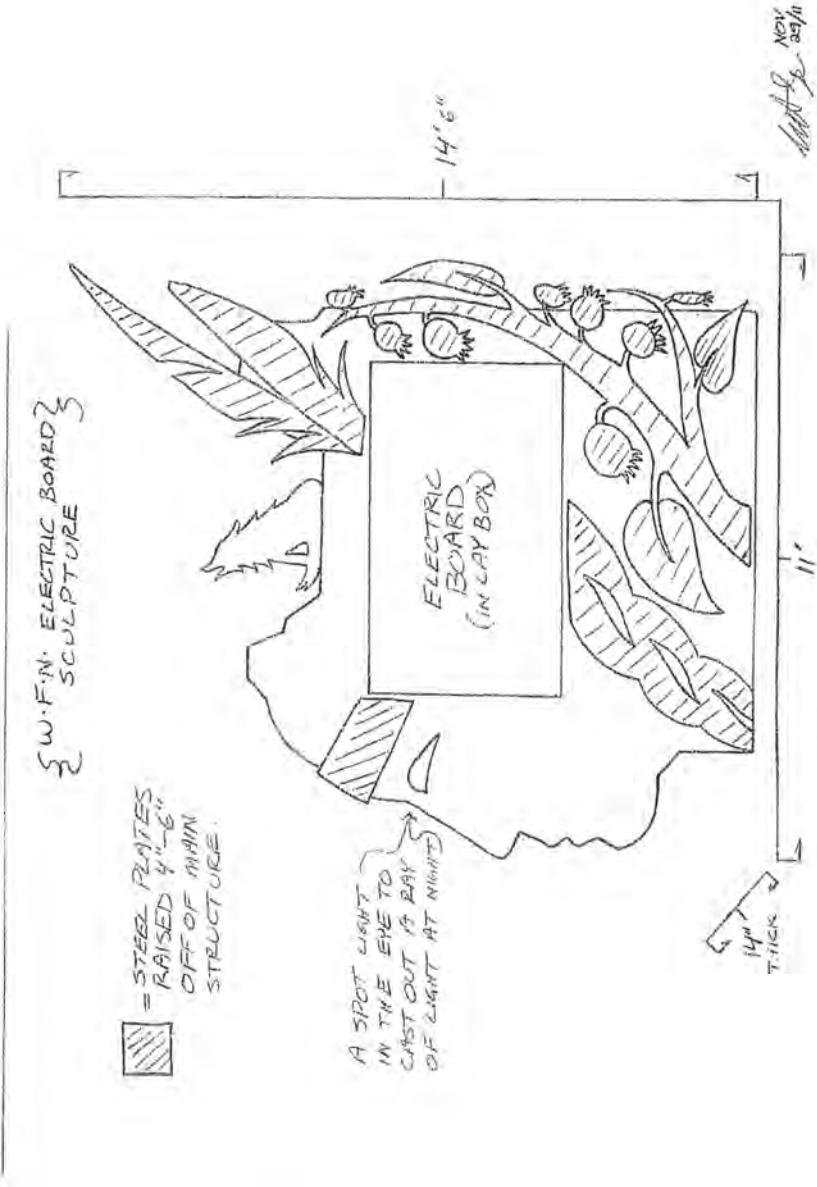 {W.F.N. ELECTRIC BOARD}
SCULPTURE
= STEEL PLATES
RAISED 4"-6"
OFF OF MAIN
STRUCTURE.
A SPOT LIGHT
IN THE EYE TO
CAST OUT A RAY
OF LIGHT AT NIGHT
ELECTRIC
BOARD
(IN LAY BOX)
14'6"
11'
14"
THICK
NOV
29/11